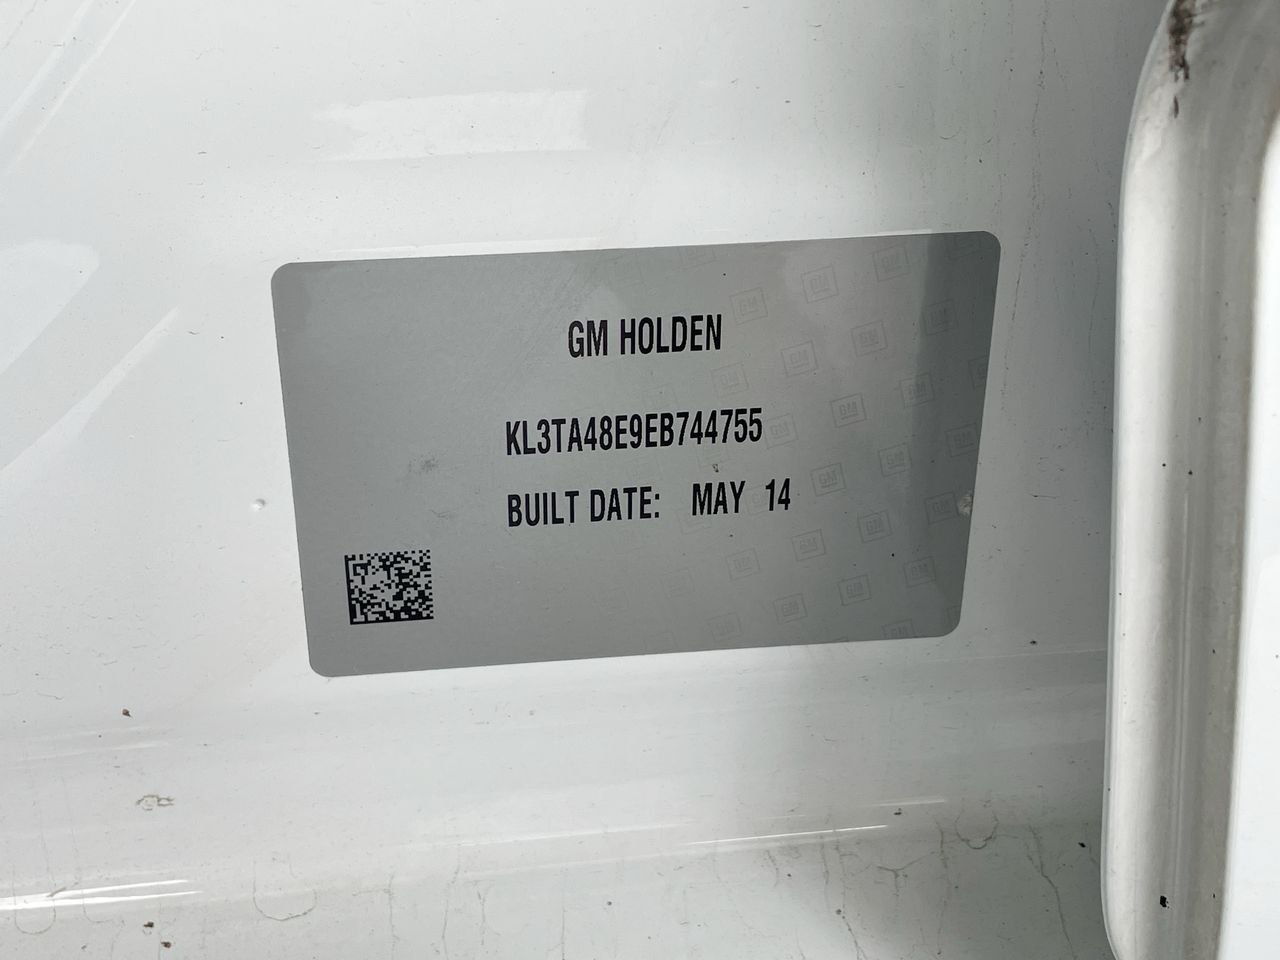 GM HOLDEN
KL3TA48E9EB744755
BUILT DATE: MAY 14